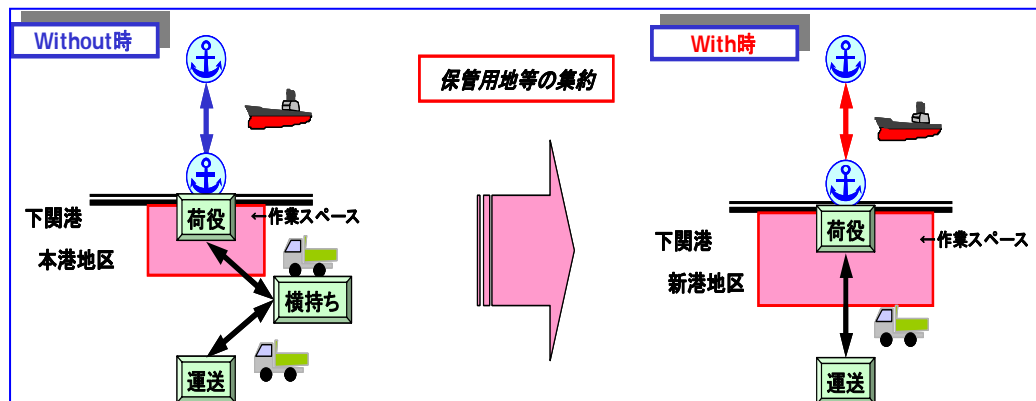 Without時
With時
保管用地等の集約
下関港
本港地区
荷役
←作業スペース
横持ち
運送
下関港
新港地区
荷役
←作業スペース
運送